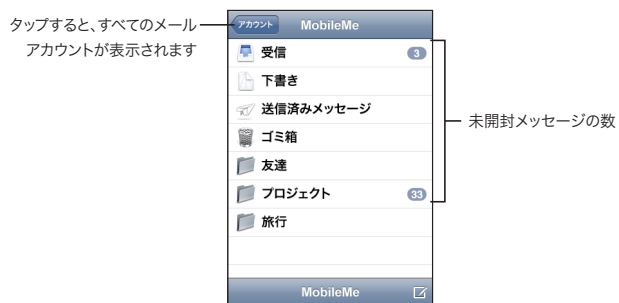 タップすると、すべてのメール
アカウントが表示されます
アカウント
MobileMe
受信 3
下書き
送信済みメッセージ
ゴミ箱
友達
プロジェクト 33
旅行
未開封メッセージの数
MobileMe